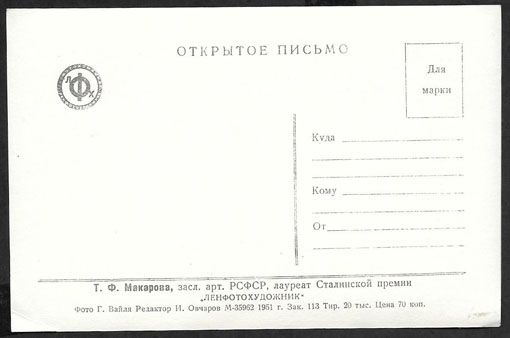 ОТКРЫТОЕ ПИСЬМО
Л Ф Х
Для
марки
Куда
Кому
От
Т. Ф. Макарова, засл. арт. РСФСР, лауреат Сталинской премии
„ЛЕНФОТОХУДОЖНИК“
Фото Г. Вайля Редактор И. Овчаров М-35962 1951 г. Зак. 113 Тир. 20 тыс. Цена 70 коп.